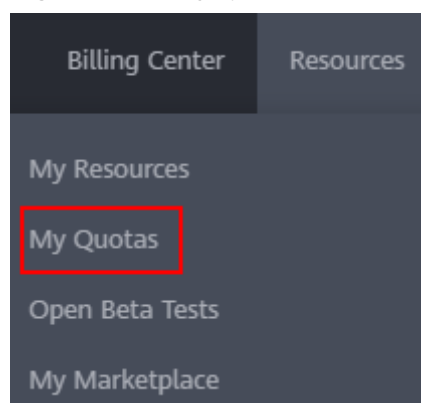 Billing Center Resources
My Resources
My Quotas
Open Beta Tests
My Marketplace